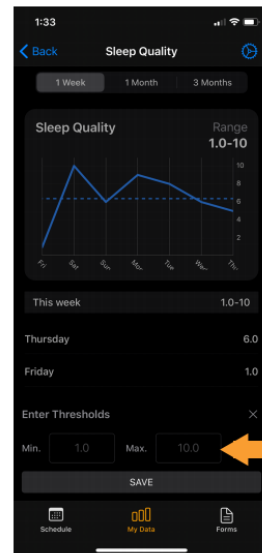 1:33
Back Sleep Quality
1 Week 1 Month 3 Months
Sleep Quality Range
1.0-10
10
8
6
4
2
Fri Sat Sun Mon Tue Wed Thu
This week 1.0-10
Thursday 6.0
Friday 1.0
Enter Thresholds ×
Min. 1.0 Max. 10.0
SAVE
Schedule My Data Forms